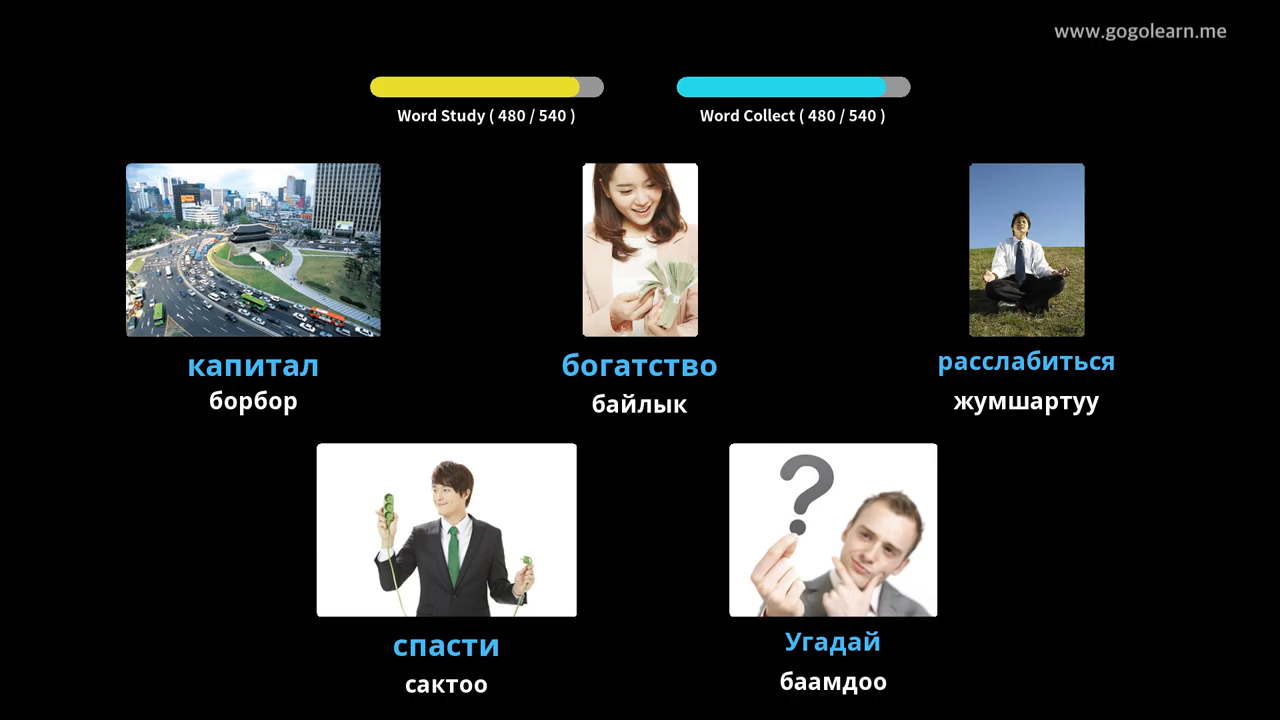 www.gogolearn.me
Word Study ( 480 / 540 )
Word Collect ( 480 / 540 )
капитал
борбор
богатство
байлык
расслабиться
жумшартуу
спасти
сактоо
Угадай
баамдоо